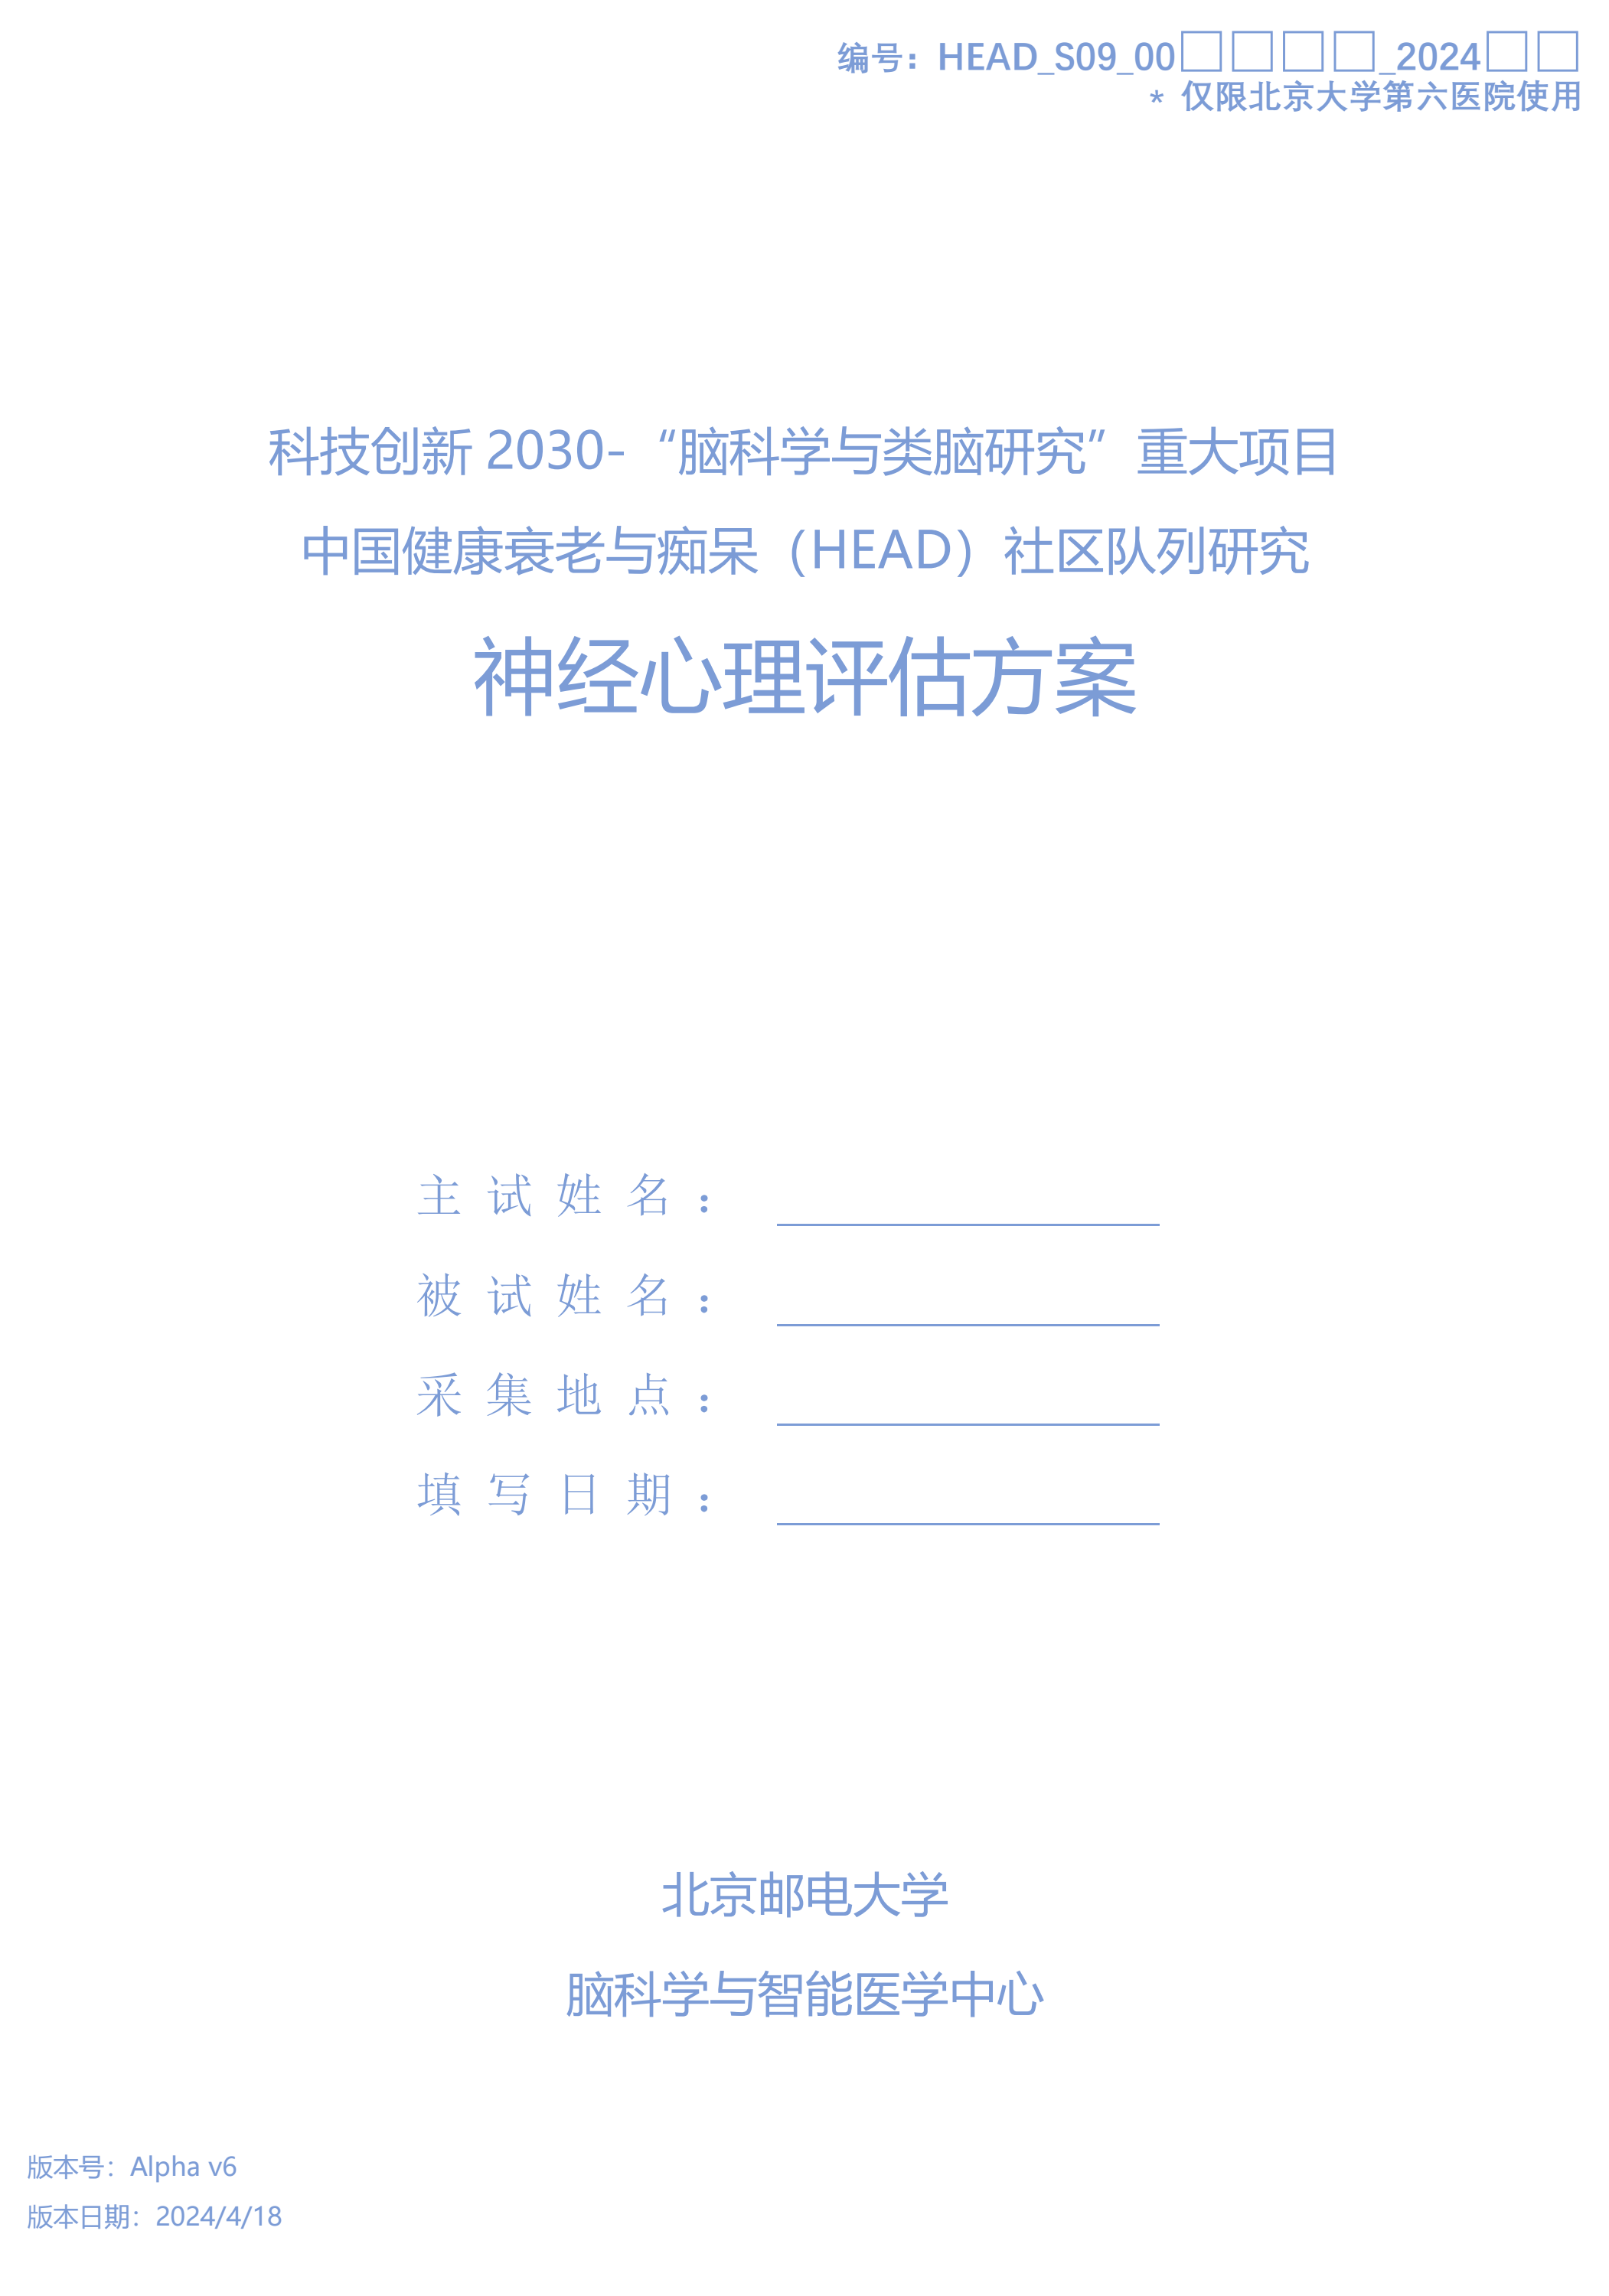 编号：HEAD_S09_00□□□□_2024□□
* 仅限北京大学第六医院使用
科技创新 2030-“脑科学与类脑研究”重大项目
中国健康衰老与痴呆（HEAD）社区队列研究
神经心理评估方案
主试姓名：
被试姓名：
采集地点：
填写日期：
北京邮电大学
脑科学与智能医学中心
版本号：Alpha v6
版本日期：2024/4/18